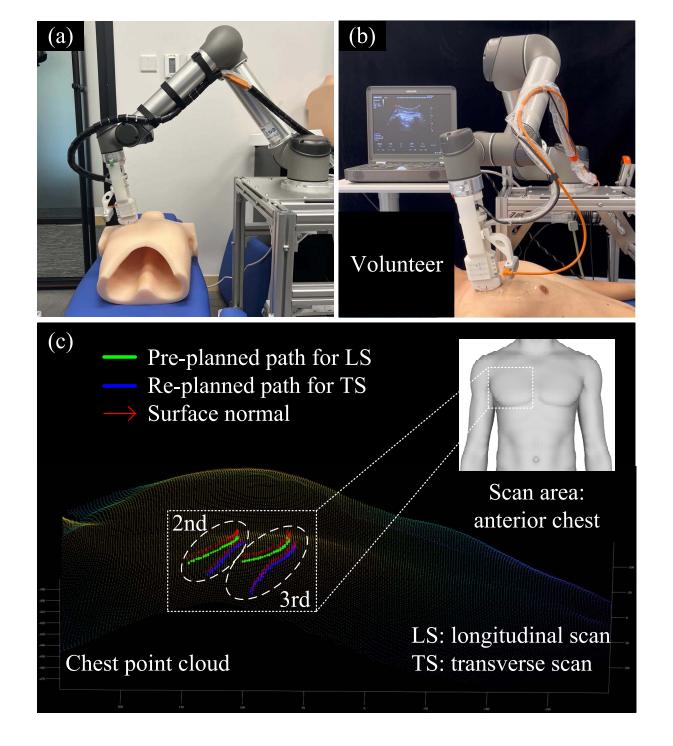 (a)
(b)
Volunteer
(c)
Pre-planned path for LS
Re-planned path for TS
Surface normal
Scan area:
anterior chest
2nd
3rd
LS: longitudinal scan
Chest point cloud
TS: transverse scan